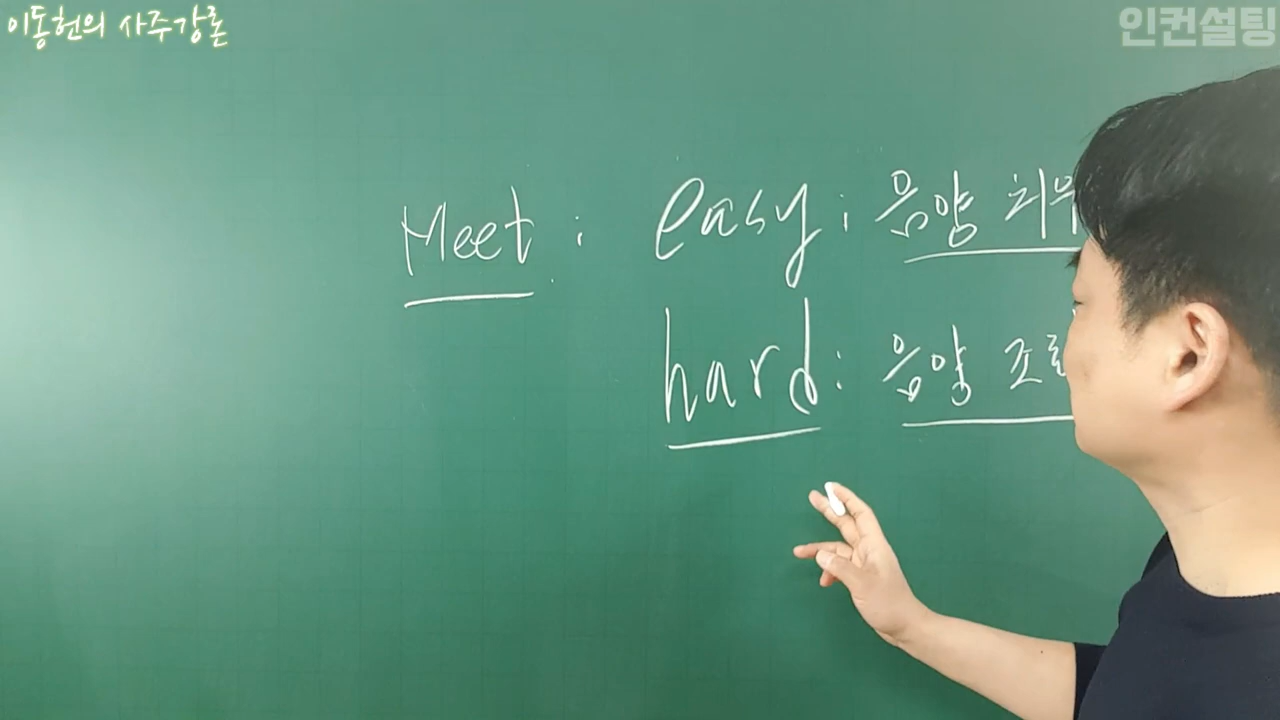 이동헌의 사주강론
인컨설팅
Meet : easy ; 음양 치우
hard : 음양 조